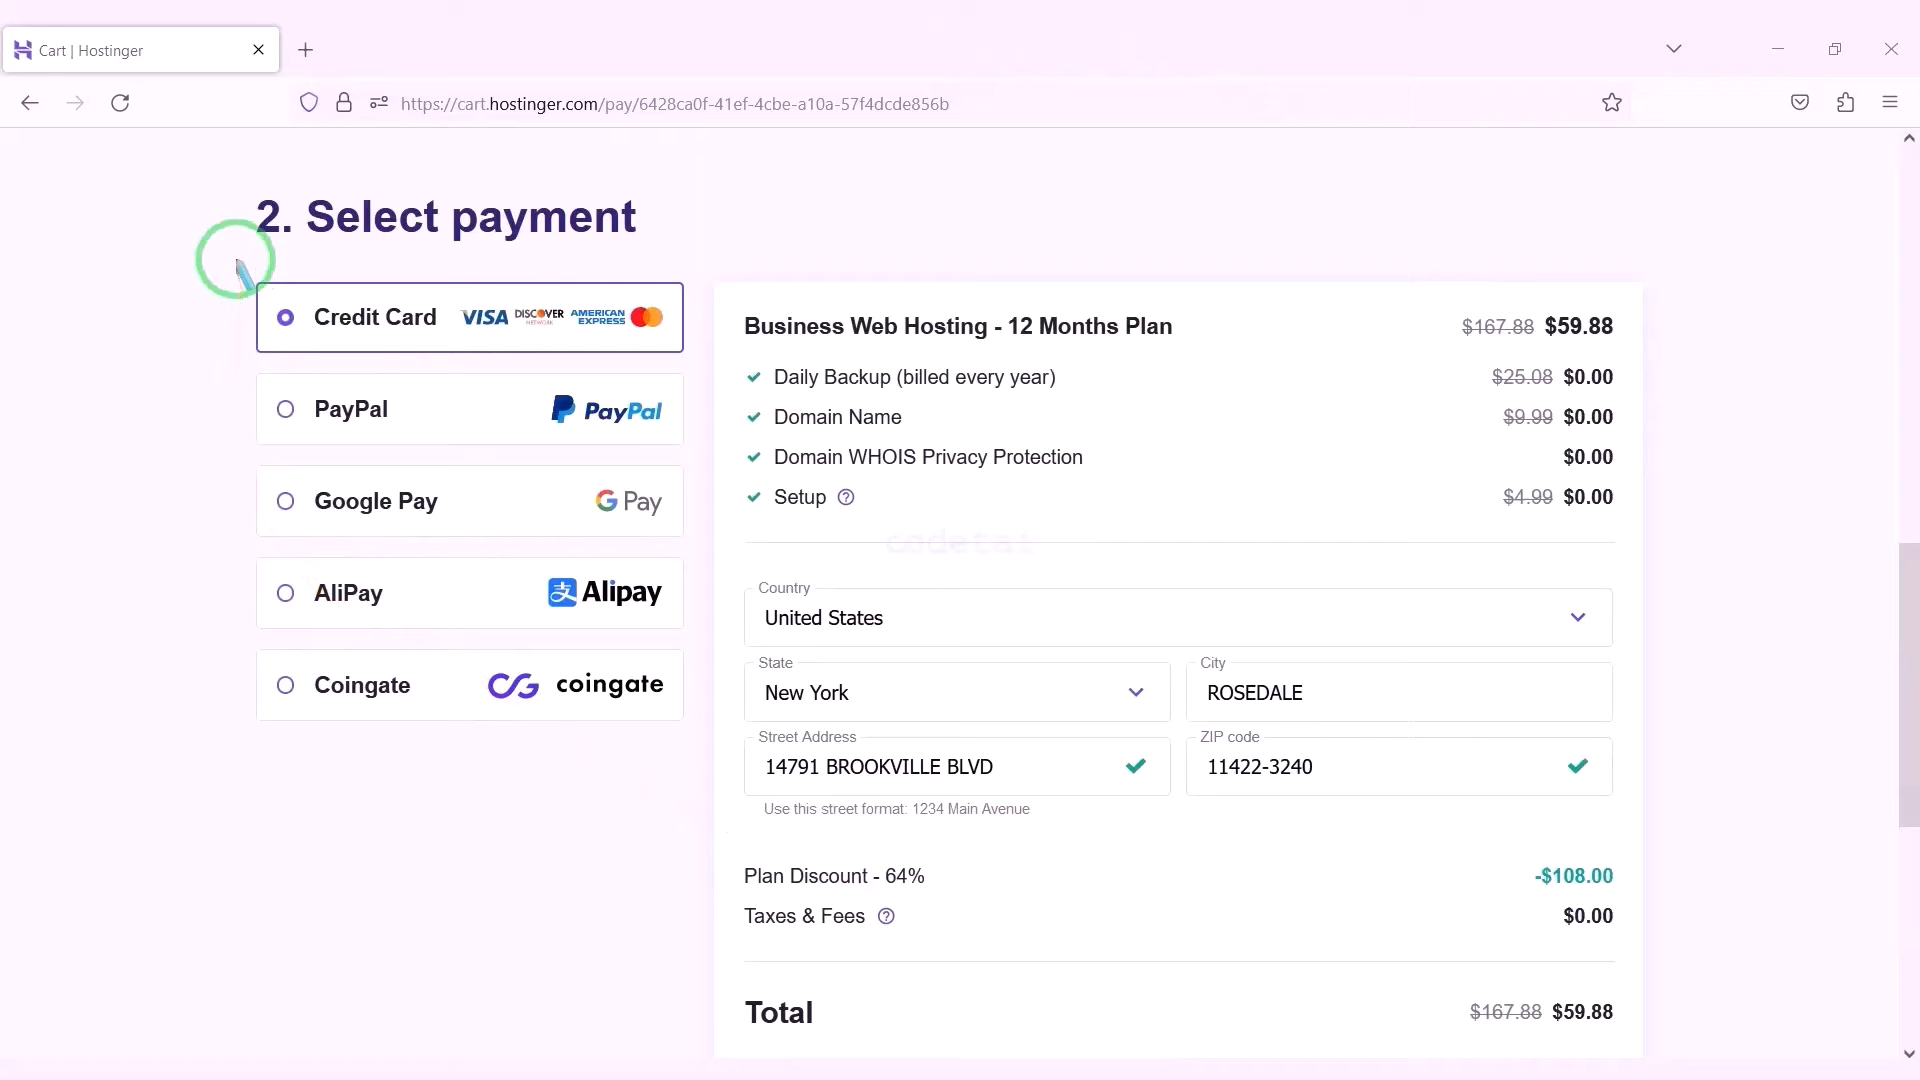 Cart | Hostinger
https://cart.hostinger.com/pay/6428ca0f-41ef-4cbe-a10a-57f4dcde856b
2. Select payment
Credit Card VISA DISCOVER NETWORK AMERICAN EXPRESS
PayPal PayPal
Google Pay G Pay
AliPay 支 Alipay
Coingate CG coingate
Business Web Hosting - 12 Months Plan $167.88 $59.88
Daily Backup (billed every year) $25.08 $0.00
Domain Name $9.99 $0.00
Domain WHOIS Privacy Protection $0.00
Setup $4.99 $0.00
Country
United States
State
New York
City
ROSEDALE
Street Address
14791 BROOKVILLE BLVD
ZIP code
11422-3240
Use this street format: 1234 Main Avenue
Plan Discount - 64% -$108.00
Taxes & Fees $0.00
Total $167.88 $59.88